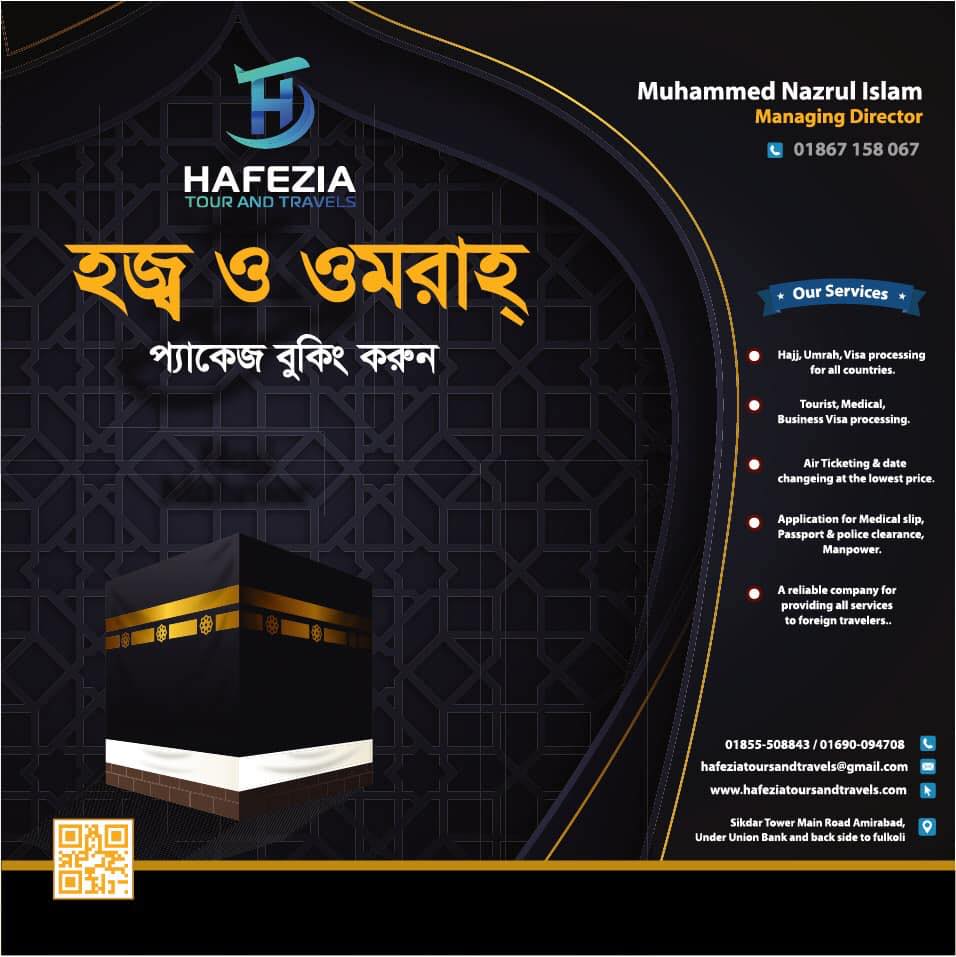 HAFEZIA
TOUR AND TRAVELS
হজ্ব ও ওমরাহ্
প্যাকেজ বুকিং করুন
Muhammed Nazrul Islam
Managing Director
01867 158 067
Our Services
Hajj, Umrah, Visa processing
for all countries.
Tourist, Medical,
Business Visa processing.
Air Ticketing & date
changeing at the lowest price.
Application for Medical slip,
Passport & police clearance,
Manpower.
A reliable company for
providing all services
to foreign travelers..
01855-508843 / 01690-094708
hafeziatoursandtravels@gmail.com
www.hafeziatoursandtravels.com
Sikdar Tower Main Road Amirabad,
Under Union Bank and back side to fulkoli